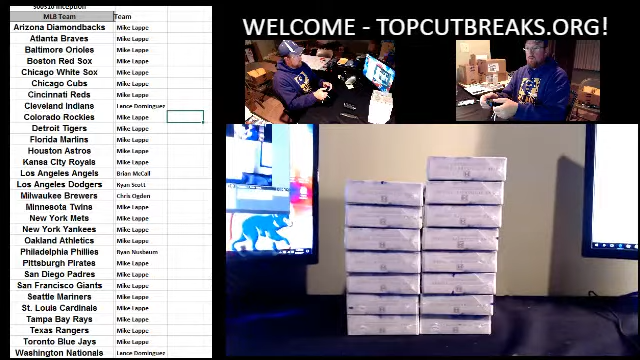 S00510 Inception
MLB Team Team
Arizona Diamondbacks Mike Lappe
Atlanta Braves Mike Lappe
Baltimore Orioles Mike Lappe
Boston Red Sox Mike Lappe
Chicago White Sox Mike Lappe
Chicago Cubs Mike Lappe
Cincinnati Reds Mike Lappe
Cleveland Indians Lance Dominguez
Colorado Rockies Mike Lappe
Detroit Tigers Mike Lappe
Florida Marlins Mike Lappe
Houston Astros Mike Lappe
Kansa City Royals Mike Lappe
Los Angeles Angels Brian McCall
Los Angeles Dodgers Ryan Scott
Milwaukee Brewers Chris Ogden
Minnesota Twins Mike Lappe
New York Mets Mike Lappe
New York Yankees Mike Lappe
Oakland Athletics Mike Lappe
Philadelphia Phillies Ryan Nusbeum
Pittsburgh Pirates Mike Lappe
San Diego Padres Mike Lappe
San Francisco Giants Mike Lappe
Seattle Mariners Mike Lappe
St. Louis Cardinals Mike Lappe
Tampa Bay Rays Mike Lappe
Texas Rangers Mike Lappe
Toronto Blue Jays Mike Lappe
Washington Nationals Lance Dominguez
WELCOME - TOPCUTBREAKS.ORG!